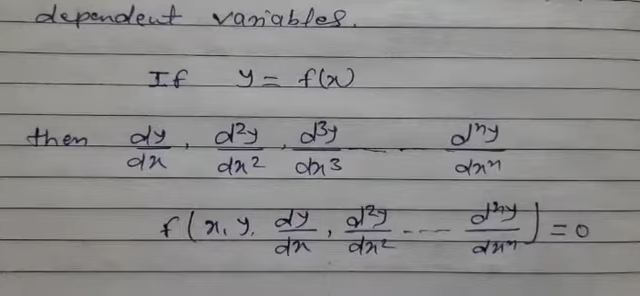 dependent variables.
If y = f(x)
then dy/dx, d²y/dx², d³y/dx³ - - - dⁿy/dxⁿ
f(x, y, dy/dx, d²y/dx² ---- dⁿy/dxⁿ) = 0